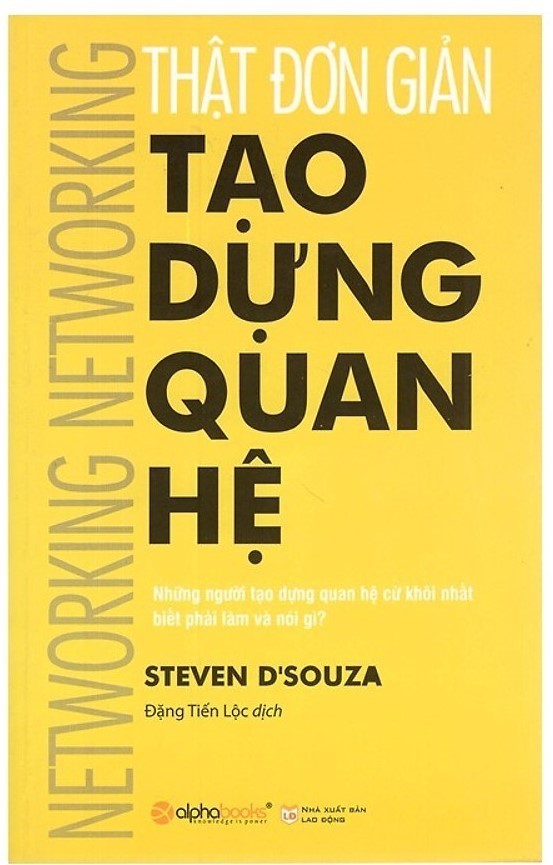 NETWORKING NETWORKING
THẬT ĐƠN GIẢN
TẠO
DỰNG
QUAN
HỆ
Những người tạo dựng quan hệ cừ khôi nhất
biết phải làm và nói gì?
STEVEN D'SOUZA
Đặng Tiến Lộc dịch
alphabooks®
knowledge is power
LĐ
NHÀ XUẤT BẢN
LAO ĐỘNG